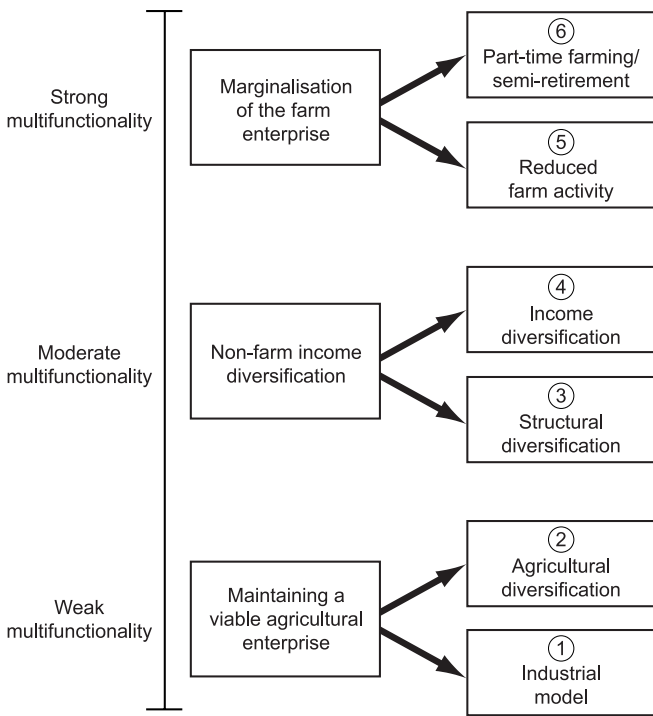 Strong
multifunctionality
Marginalisation
of the farm
enterprise
6
Part-time farming/
semi-retirement
5
Reduced
farm activity
Moderate
multifunctionality
Non-farm income
diversification
4
Income
diversification
3
Structural
diversification
Weak
multifunctionality
Maintaining a
viable agricultural
enterprise
2
Agricultural
diversification
1
Industrial
model